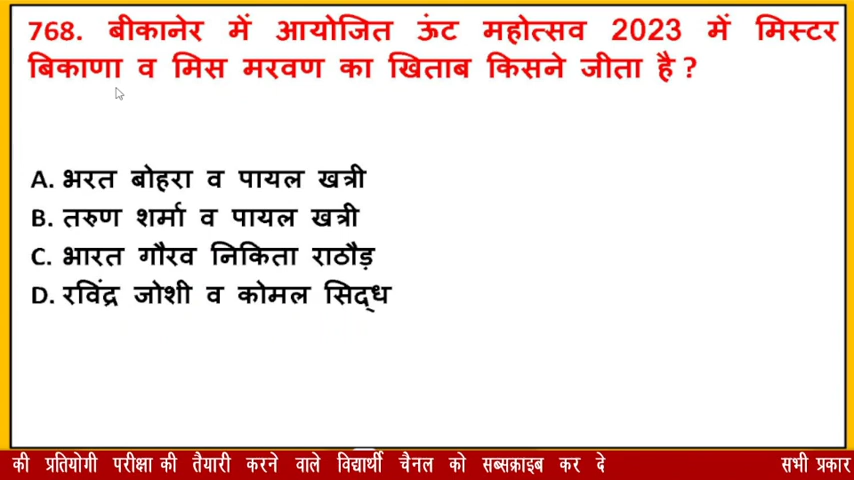 768. बीकानेर में आयोजित ऊंट महोत्सव 2023 में मिस्टर
बिकाणा व मिस मरवण का खिताब किसने जीता है ?
A. भरत बोहरा व पायल खत्री
B. तरुण शर्मा व पायल खत्री
C. भारत गौरव निकिता राठौड़
D. रविंद्र जोशी व कोमल सिद्ध
की प्रतियोगी परीक्षा की तैयारी करने वाले विद्यार्थी चैनल को सब्सक्राइब कर दे सभी प्रकार